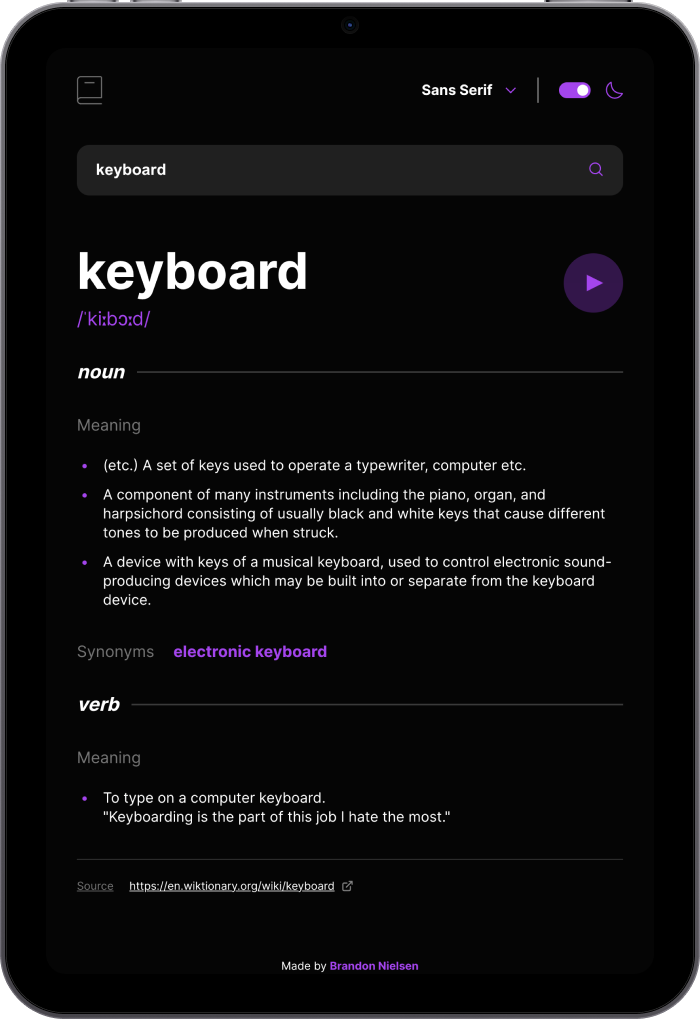 Sans Serif
keyboard
keyboard
/ˈkiːbɔːd/
noun
Meaning
• (etc.) A set of keys used to operate a typewriter, computer etc.
• A component of many instruments including the piano, organ, and
harpsichord consisting of usually black and white keys that cause different
tones to be produced when struck.
• A device with keys of a musical keyboard, used to control electronic sound-
producing devices which may be built into or separate from the keyboard
device.
Synonyms electronic keyboard
verb
Meaning
• To type on a computer keyboard.
"Keyboarding is the part of this job I hate the most."
Source https://en.wiktionary.org/wiki/keyboard
Made by Brandon Nielsen